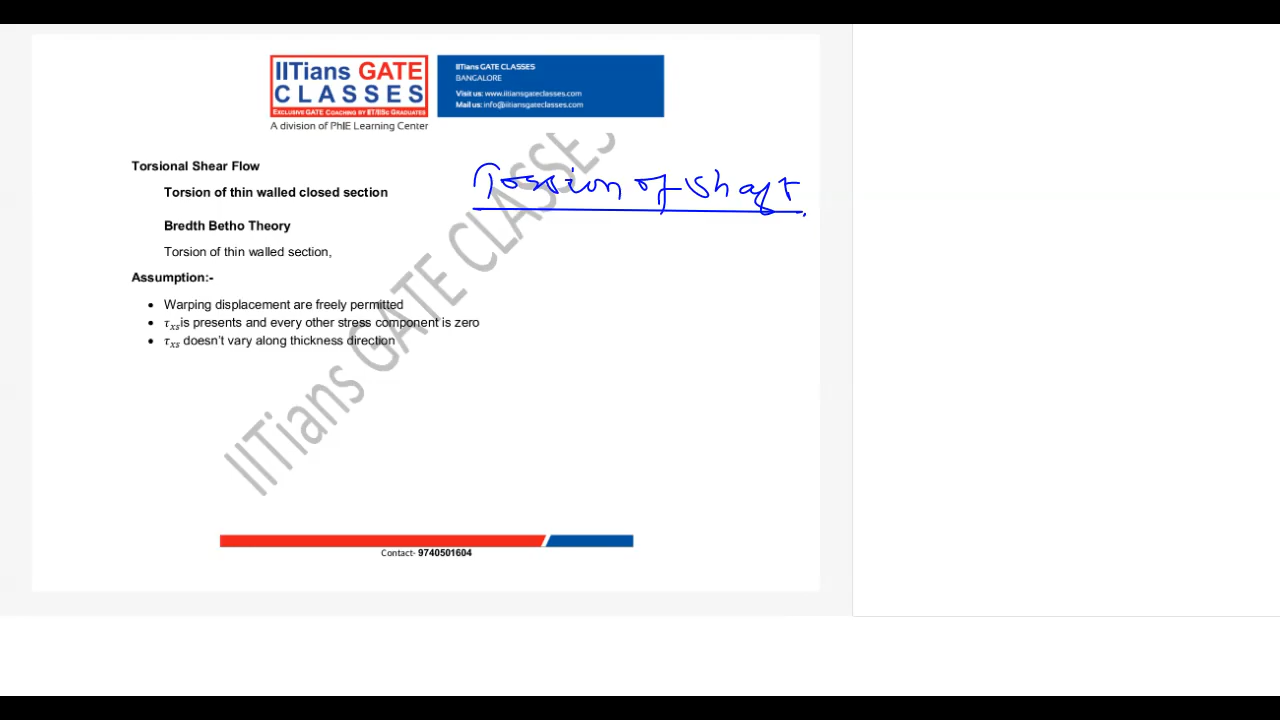 IITians GATE
CLASSES
EXCLUSIVE GATE COACHING BY IIT/IISc GRADUATES
A division of PhIE Learning Center
IITians GATE CLASSES
BANGALORE
Visit us: www.iitiansgateclasses.com
Mail us: info@iitiansgateclasses.com
Torsional Shear Flow
Torsion of shaft.
Torsion of thin walled closed section
Bredth Betho Theory
Torsion of thin walled section,
Assumption:-
• Warping displacement are freely permitted
• τxs is presents and every other stress component is zero
• τxs doesn't vary along thickness direction
IITians GATE CLASSES
Contact- 9740501604